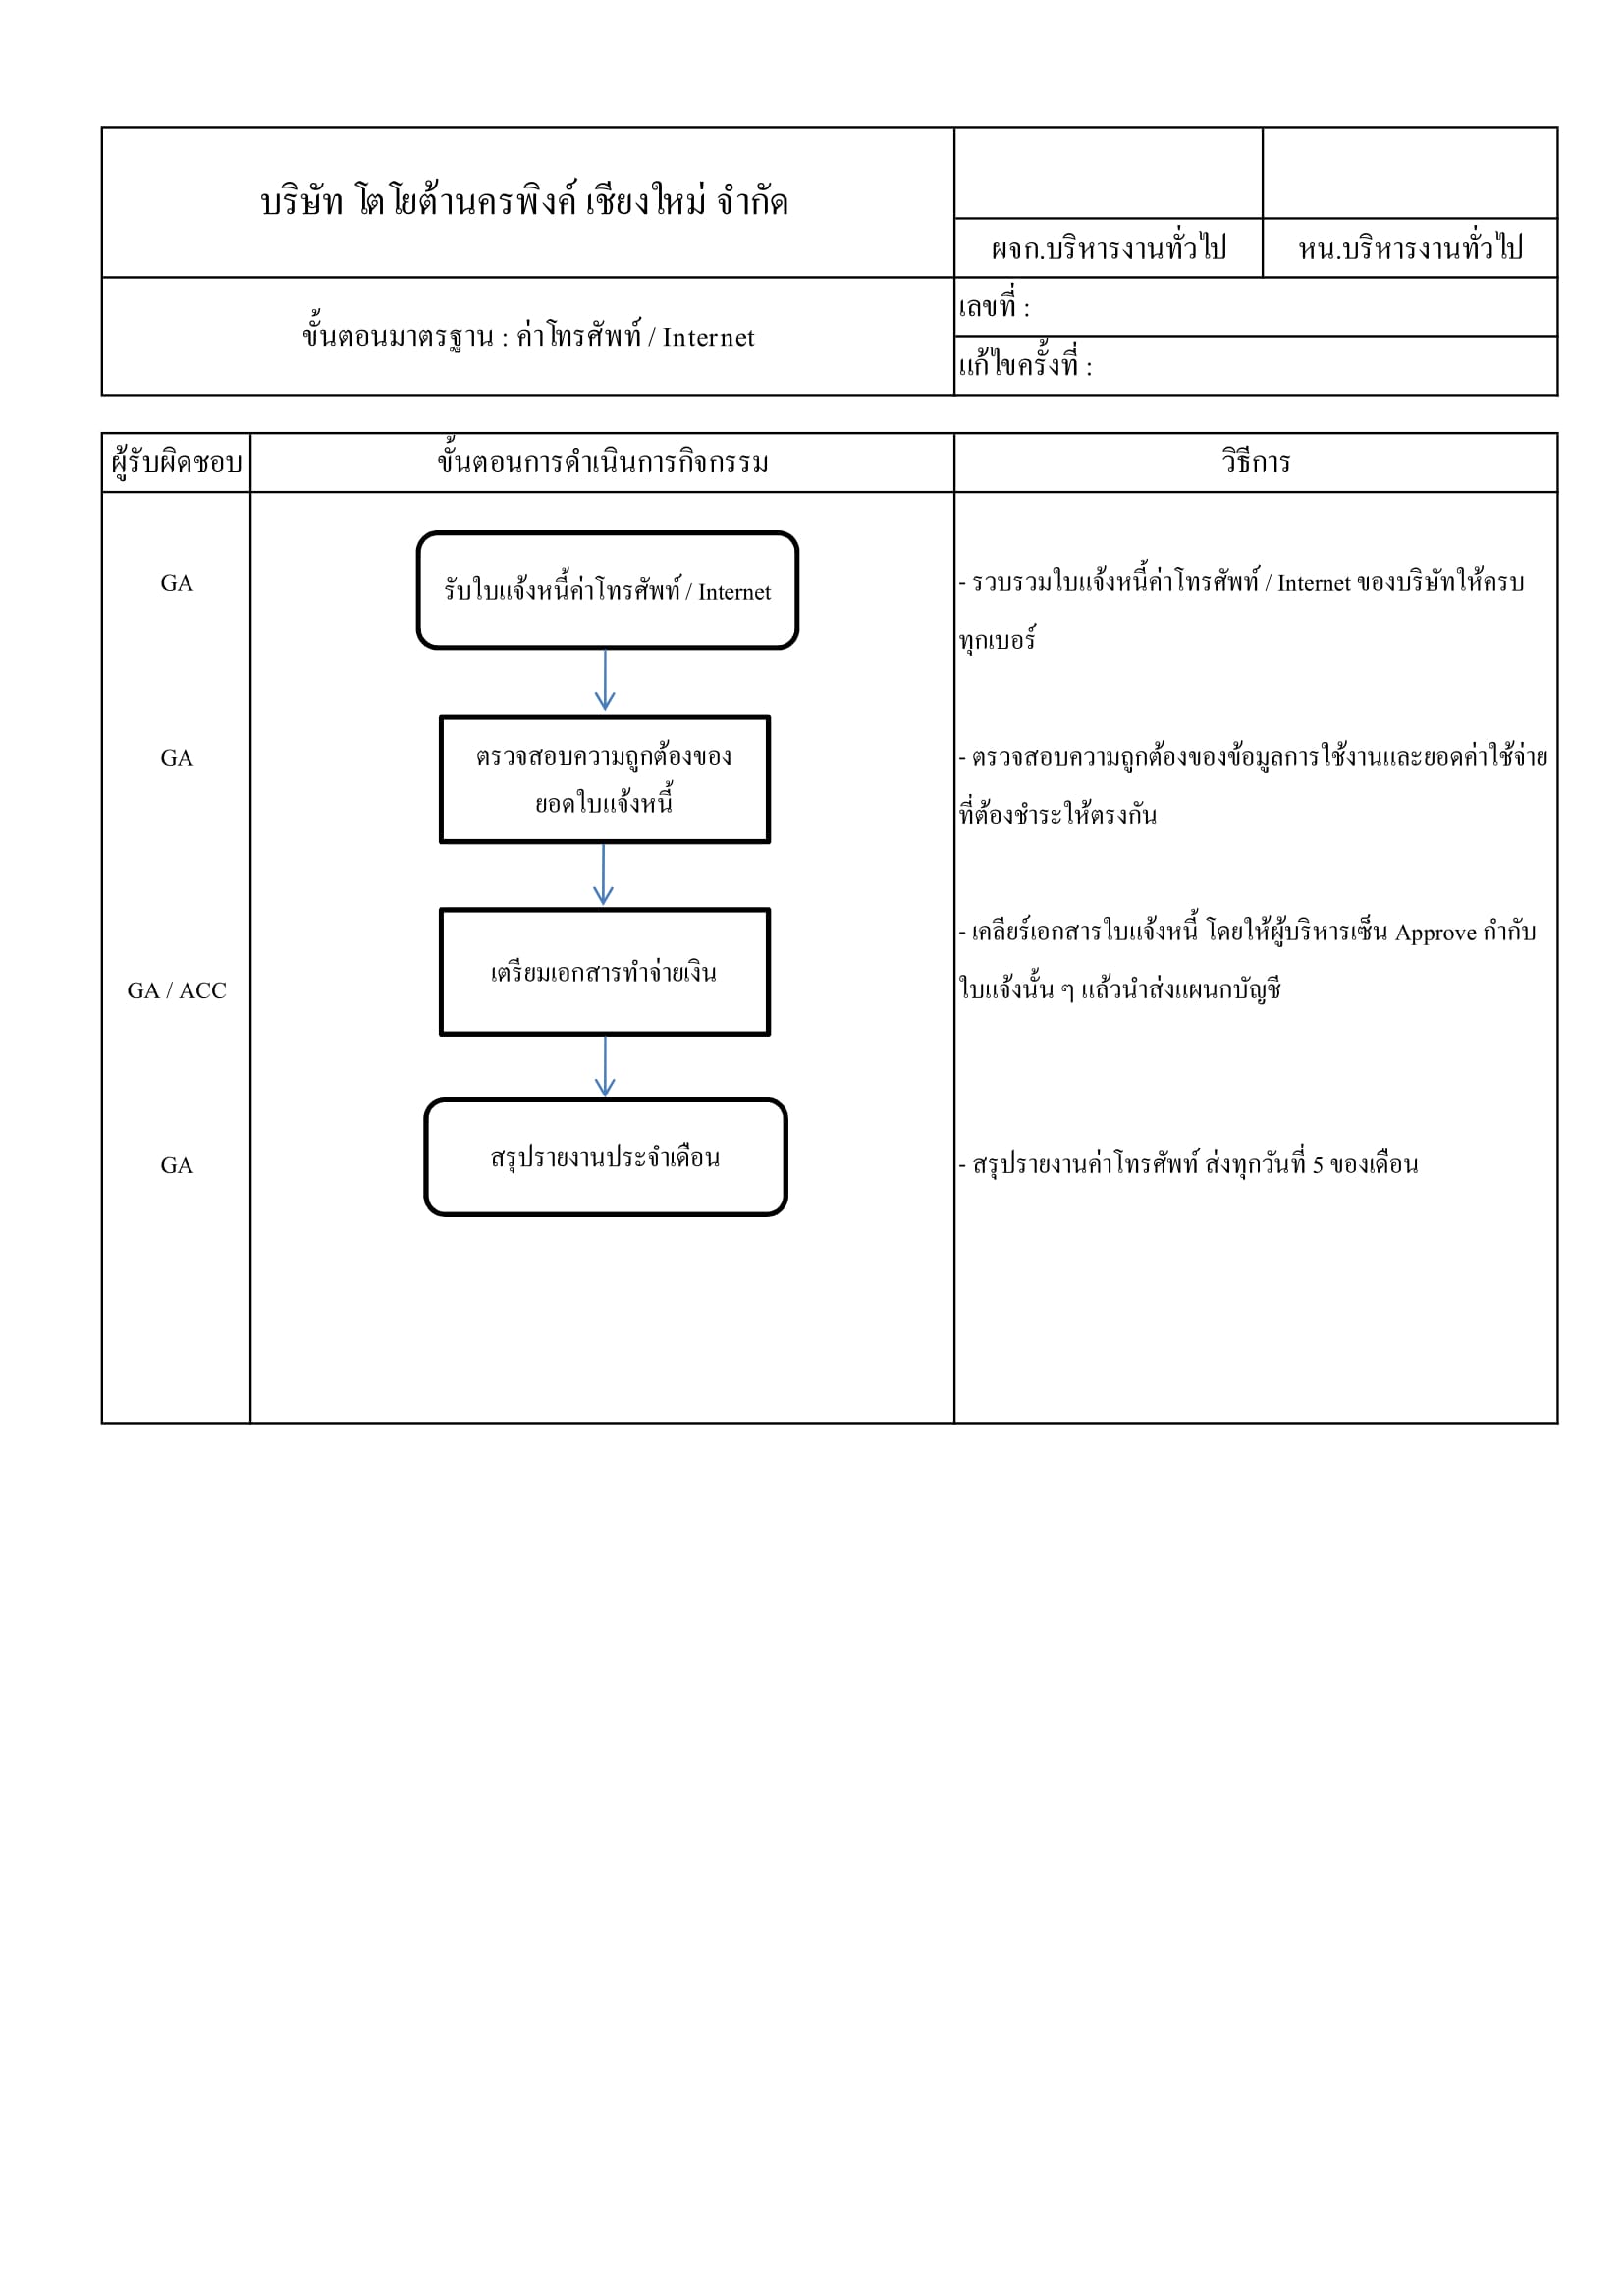 บริษัท โตโยต้านครพิงค์ เชียงใหม่ จำกัด
ผจก.บริหารงานทั่วไป
หน.บริหารงานทั่วไป
ขั้นตอนมาตรฐาน : ค่าโทรศัพท์ / Internet
เลขที่ :
แก้ไขครั้งที่ :
ผู้รับผิดชอบ
ขั้นตอนการดำเนินการกิจกรรม
วิธีการ
GA
รับใบแจ้งหนี้ค่าโทรศัพท์ / Internet
- รวบรวมใบแจ้งหนี้ค่าโทรศัพท์ / Internet ของบริษัทให้ครบ
ทุกเบอร์
GA
ตรวจสอบความถูกต้องของ
ยอดใบแจ้งหนี้
- ตรวจสอบความถูกต้องของข้อมูลการใช้งานและยอดค่าใช้จ่าย
ที่ต้องชำระให้ตรงกัน
GA / ACC
เตรียมเอกสารทำจ่ายเงิน
- เคลียร์เอกสารใบแจ้งหนี้ โดยให้ผู้บริหารเซ็น Approve กำกับ
ใบแจ้งนั้น ๆ แล้วนำส่งแผนกบัญชี
GA
สรุปรายงานประจำเดือน
- สรุปรายงานค่าโทรศัพท์ ส่งทุกวันที่ 5 ของเดือน